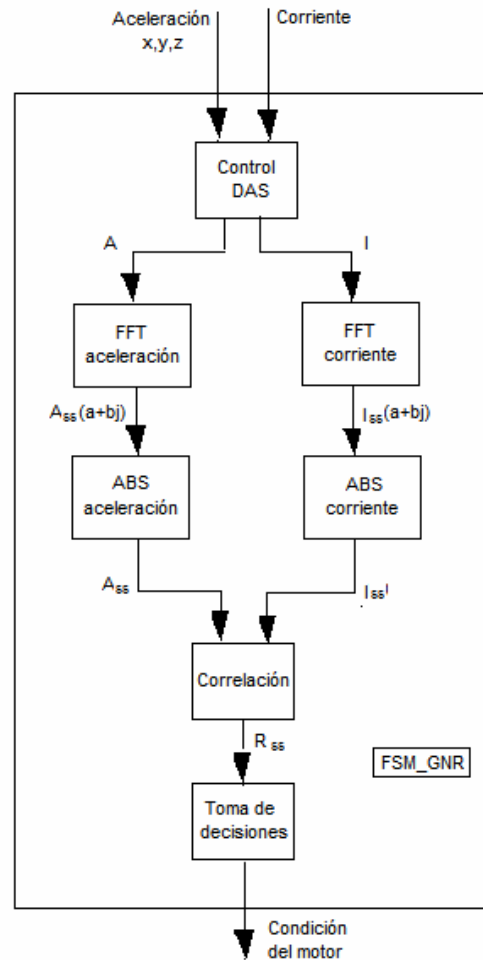 Aceleración
x,y,z
Corriente
Control
DAS
A
I
FFT
aceleración
FFT
corriente
A₅₅(a+bj)
I₅₅(a+bj)
ABS
aceleración
ABS
corriente
A₅₅
I₅₅I
Correlación
R₅₅
FSM_GNR
Toma de
decisiones
Condición
del motor